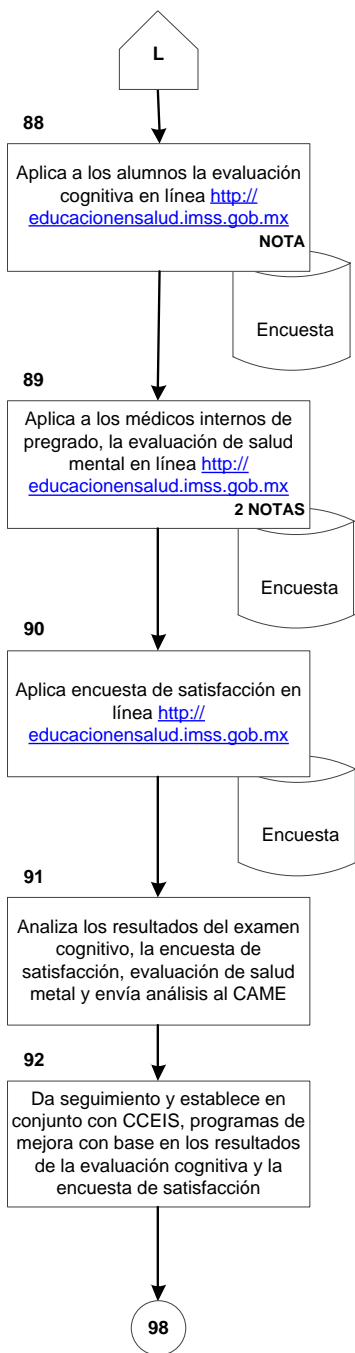 L
88
Aplica a los alumnos la evaluación
cognitiva en línea http://
educacionensalud.imss.gob.mx
NOTA
Encuesta
89
Aplica a los médicos internos de
pregrado, la evaluación de salud
mental en línea http://
educacionensalud.imss.gob.mx
2 NOTAS
Encuesta
90
Aplica encuesta de satisfacción en
línea http://
educacionensalud.imss.gob.mx
Encuesta
91
Analiza los resultados del examen
cognitivo, la encuesta de
satisfacción, evaluación de salud
metal y envía análisis al CAME
92
Da seguimiento y establece en
conjunto con CCEIS, programas de
mejora con base en los resultados
de la evaluación cognitiva y la
encuesta de satisfacción
98